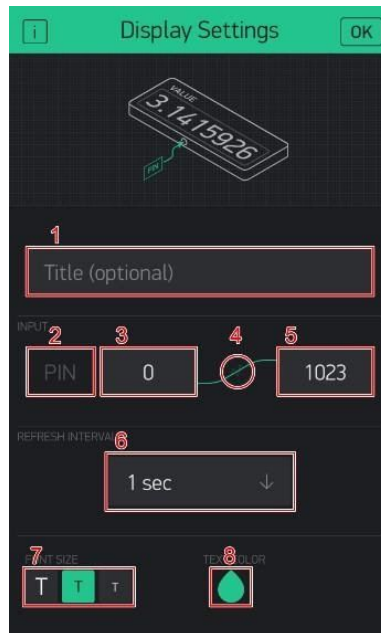 i Display Settings OK
VALUE
3.1415926
PIN
1
Title (optional)
INPUT
2 3 4 5
PIN 0 1023
REFRESH INTERVAL
6
1 sec
7 8
FONT SIZE TEXT COLOR
T T T